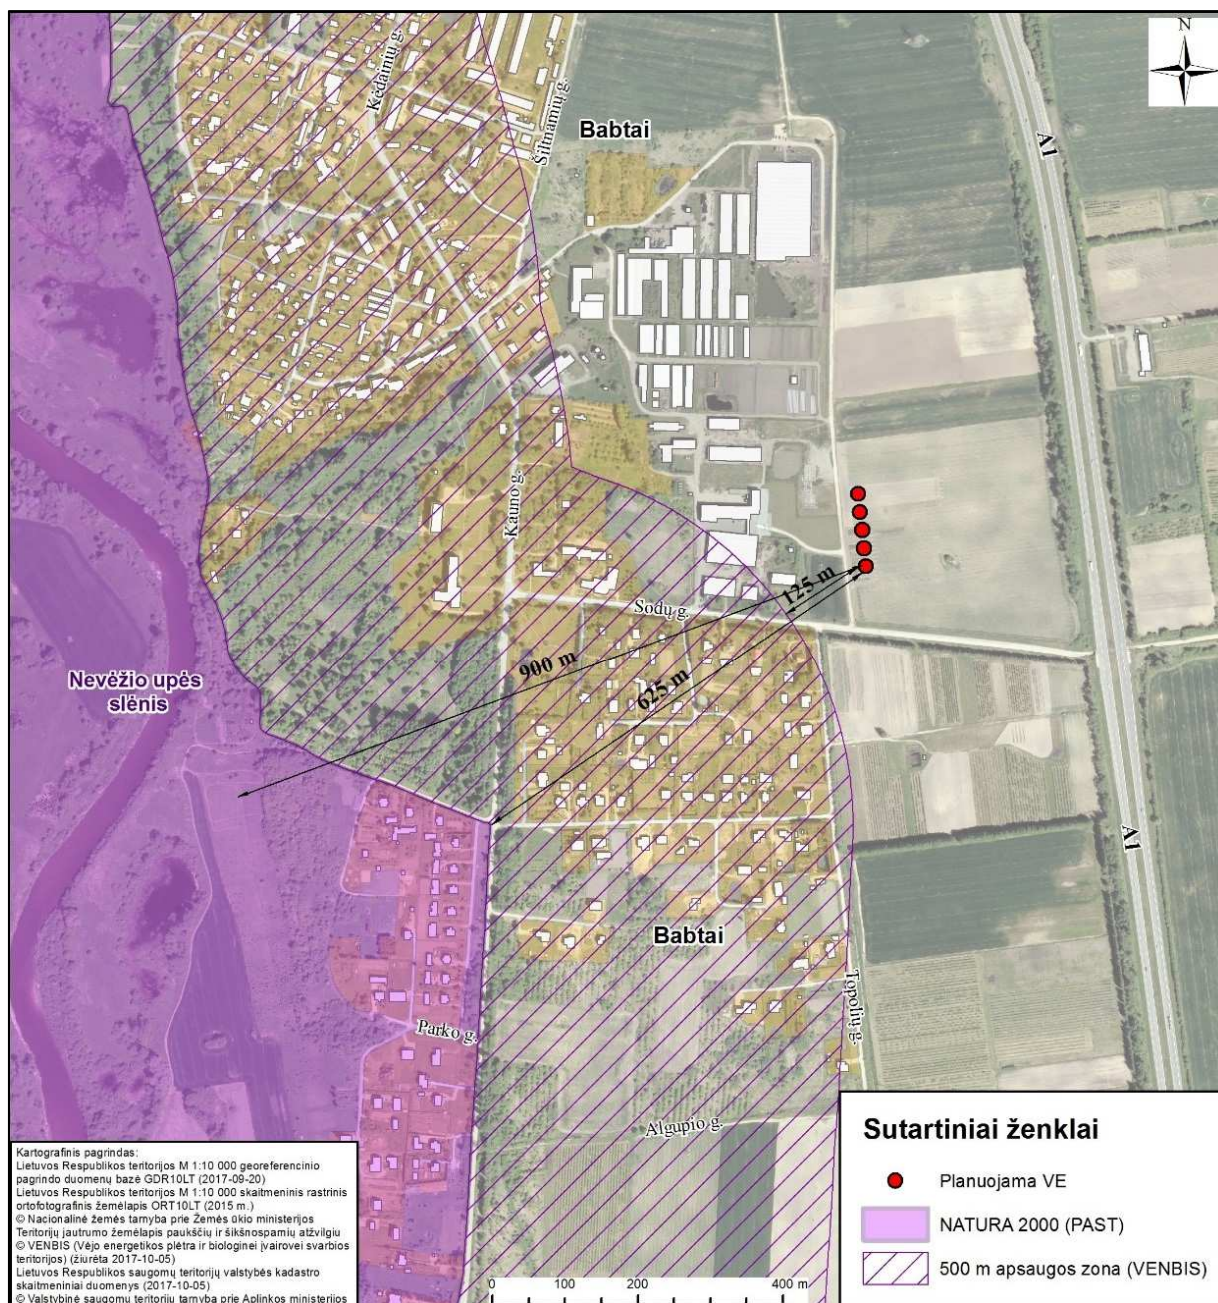 N
Kėdainių g.
Šiltnamių g.
Babtai
A1
Kauno g.
125 m
Sodų g.
900 m
625 m
Nevėžio upės
slėnis
A1
Babtai
Topolių g.
Parko g.
Algupio g.
Kartografinis pagrindas:
Lietuvos Respublikos teritorijos M 1:10 000 georeferencinio
pagrindo duomenų bazė GDR10LT (2017-09-20)
Lietuvos Respublikos teritorijos M 1:10 000 skaitmeninis rastrinis
ortofotografinis žemėlapis ORT10LT (2015 m.)
© Nacionalinė žemės tarnyba prie Žemės ūkio ministerijos
Teritorijų jautrumo žemėlapis paukščių ir šikšnosparnių atžvilgiu
© VENBIS (Vėjo energetikos plėtra ir biologinei įvairovei svarbios
teritorijos) (žiūrėta 2017-10-05)
Lietuvos Respublikos saugomų teritorijų valstybės kadastro
skaitmeniniai duomenys (2017-10-05)
© Valstybinė saugomų teritorijų tarnyba prie Aplinkos ministerijos
0 100 200 400 m
Sutartiniai ženklai
Planuojama VE
NATURA 2000 (PAST)
500 m apsaugos zona (VENBIS)